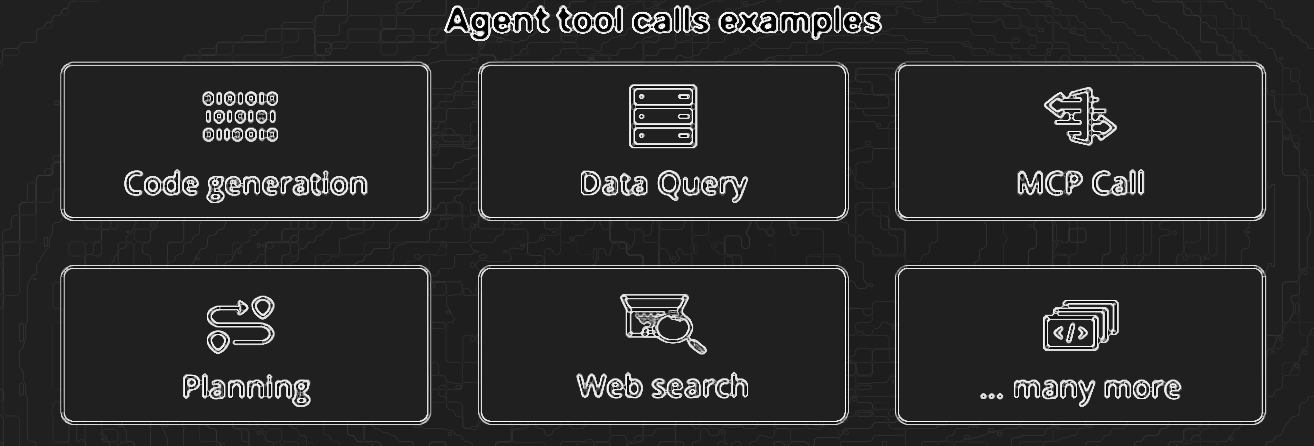 Agent tool calls examples
Code generation
Data Query
MCP Call
Planning
Web search
... many more